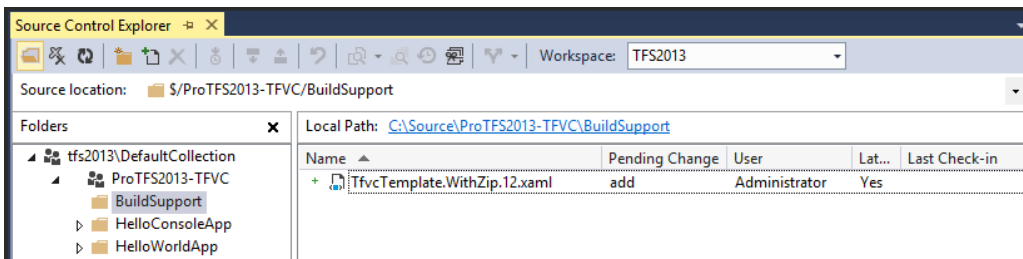 Source Control Explorer
Workspace: TFS2013
Source location: $/ProTFS2013-TFVC/BuildSupport
Folders
Local Path: C:\Source\ProTFS2013-TFVC\BuildSupport
tfs2013\DefaultCollection
ProTFS2013-TFVC
BuildSupport
HelloConsoleApp
HelloWorldApp
Name Pending Change User Lat... Last Check-in
+ TfvcTemplate.WithZip.12.xaml add Administrator Yes